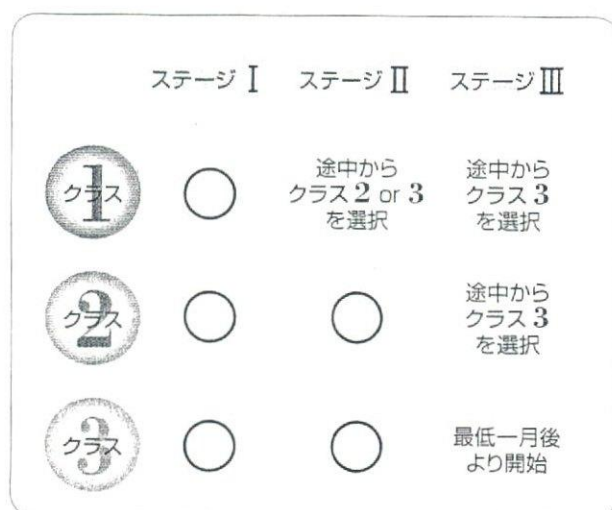 ステージⅠ ステージⅡ ステージⅢ
クラス1 ○ 途中から
クラス2 or 3
を選択 途中から
クラス3
を選択
クラス2 ○ ○ 途中から
クラス3
を選択
クラス3 ○ ○ 最低一月後
より開始